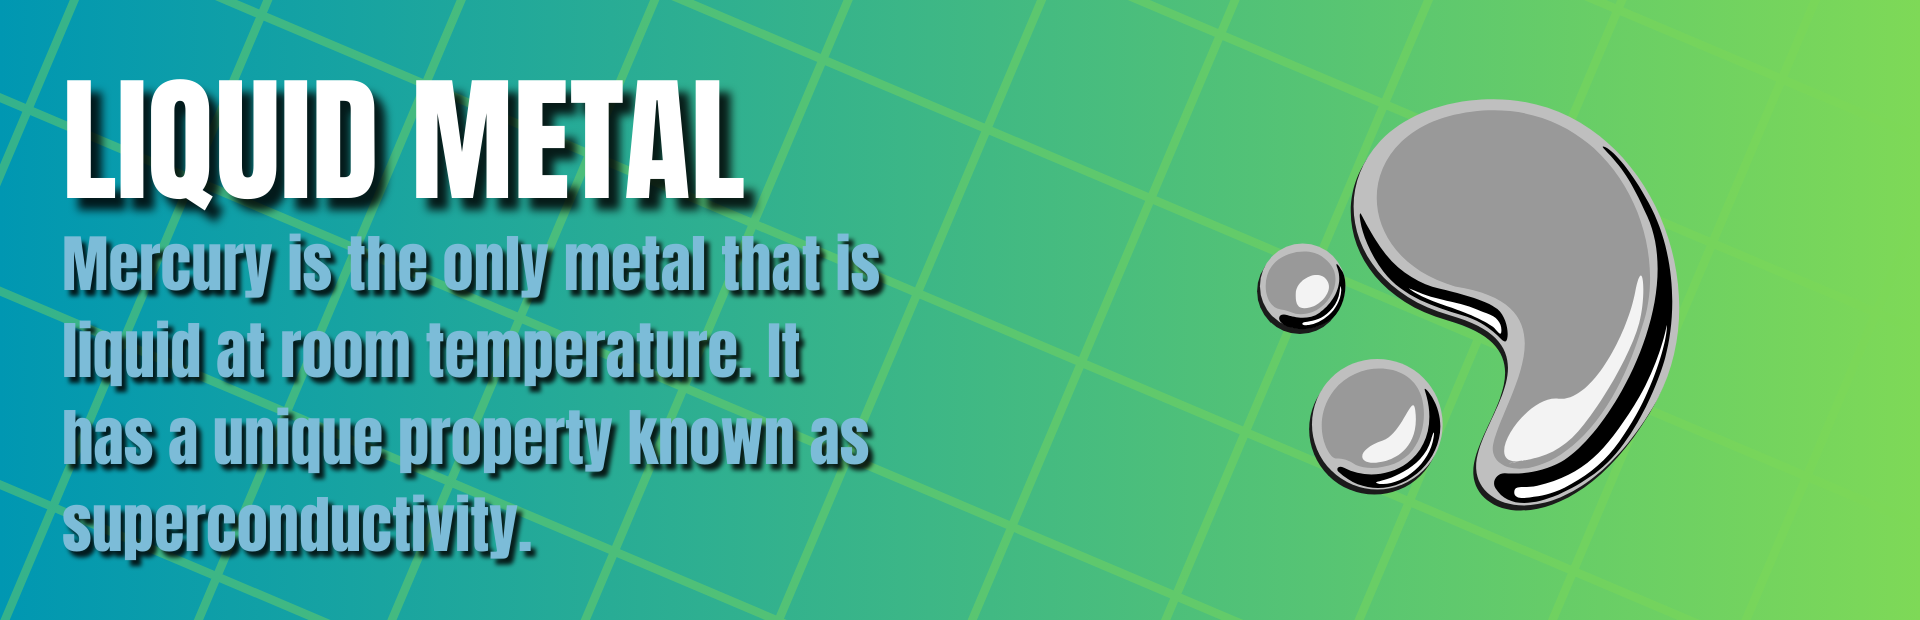 LIQUID METAL
Mercury is the only metal that is
liquid at room temperature. It
has a unique property known as
superconductivity.